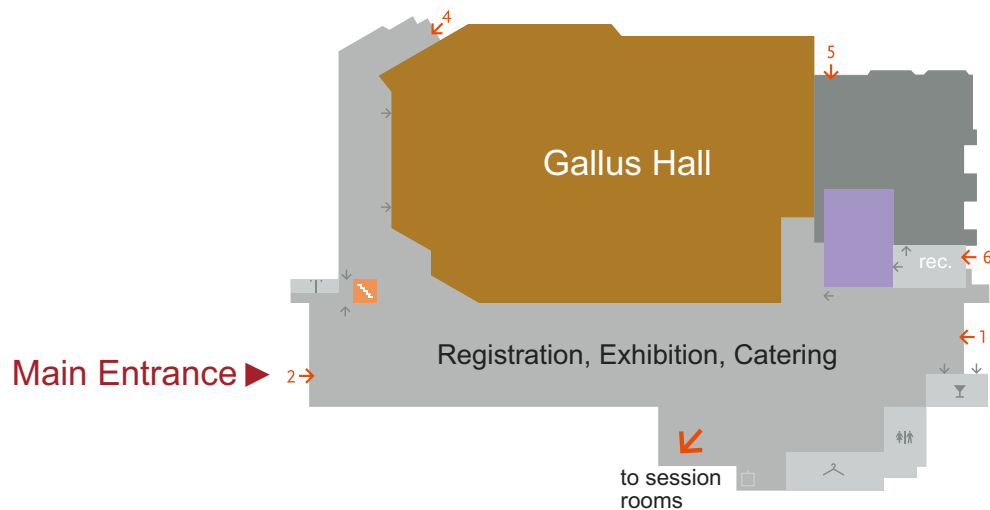 4
5
Gallus Hall
rec.
6
1
Registration, Exhibition, Catering
Main Entrance
2
to session
rooms